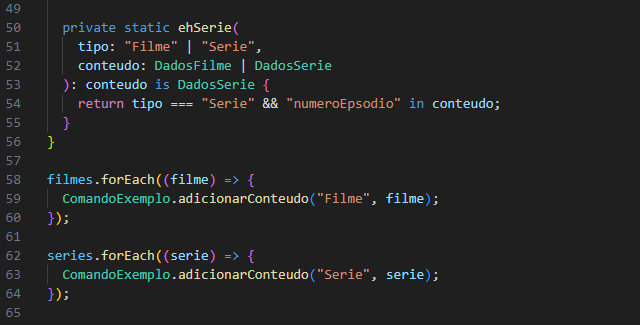 49
50 private static ehSerie(
51 tipo: "Filme" | "Serie",
52 conteudo: DadosFilme | DadosSerie
53 ): conteudo is DadosSerie {
54 return tipo === "Serie" && "numeroEpsodio" in conteudo;
55 }
56 }
57
58 filmes.forEach((filme) => {
59 ComandoExemplo.adicionarConteudo("Filme", filme);
60 });
61
62 series.forEach((serie) => {
63 ComandoExemplo.adicionarConteudo("Serie", serie);
64 });
65